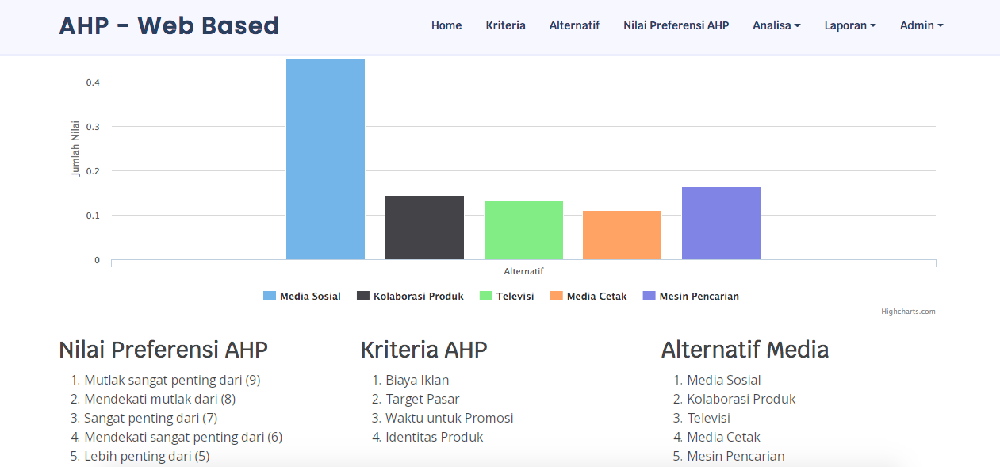 AHP - Web Based
Home Kriteria Alternatif Nilai Preferensi AHP Analisa Laporan Admin
0.4
0.3
0.2
0.1
0
Jumlah Nilai
Alternatif
Media Sosial Kolaborasi Produk Televisi Media Cetak Mesin Pencarian
Highcharts.com
Nilai Preferensi AHP
1. Mutlak sangat penting dari (9)
2. Mendekati mutlak dari (8)
3. Sangat penting dari (7)
4. Mendekati sangat penting dari (6)
5. Lebih penting dari (5)
Kriteria AHP
1. Biaya Iklan
2. Target Pasar
3. Waktu untuk Promosi
4. Identitas Produk
Alternatif Media
1. Media Sosial
2. Kolaborasi Produk
3. Televisi
4. Media Cetak
5. Mesin Pencarian